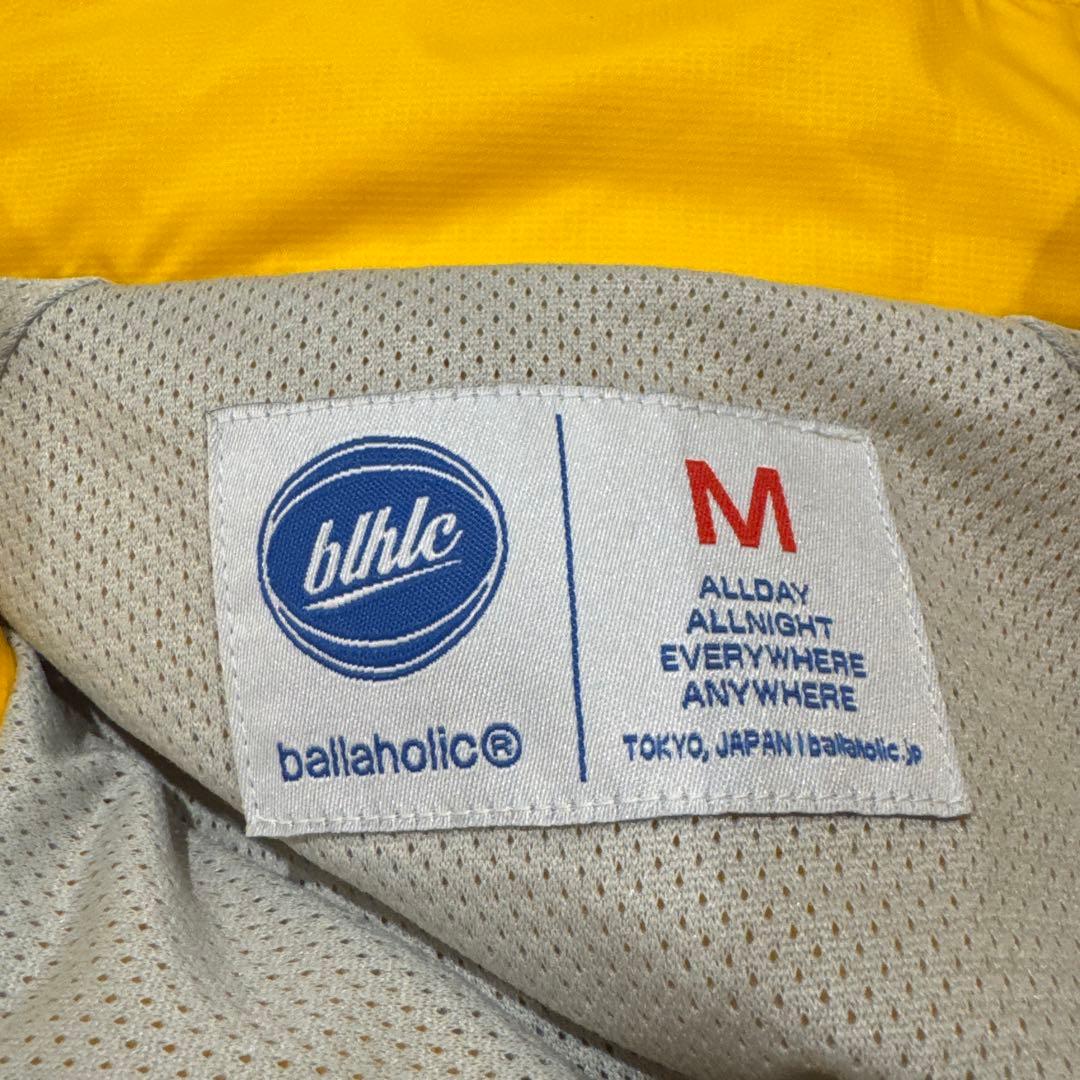 blhlc
ballaholic®
M
ALLDAY
ALLNIGHT
EVERYWHERE
ANYWHERE
TOKYO, JAPAN | ballaholic.jp